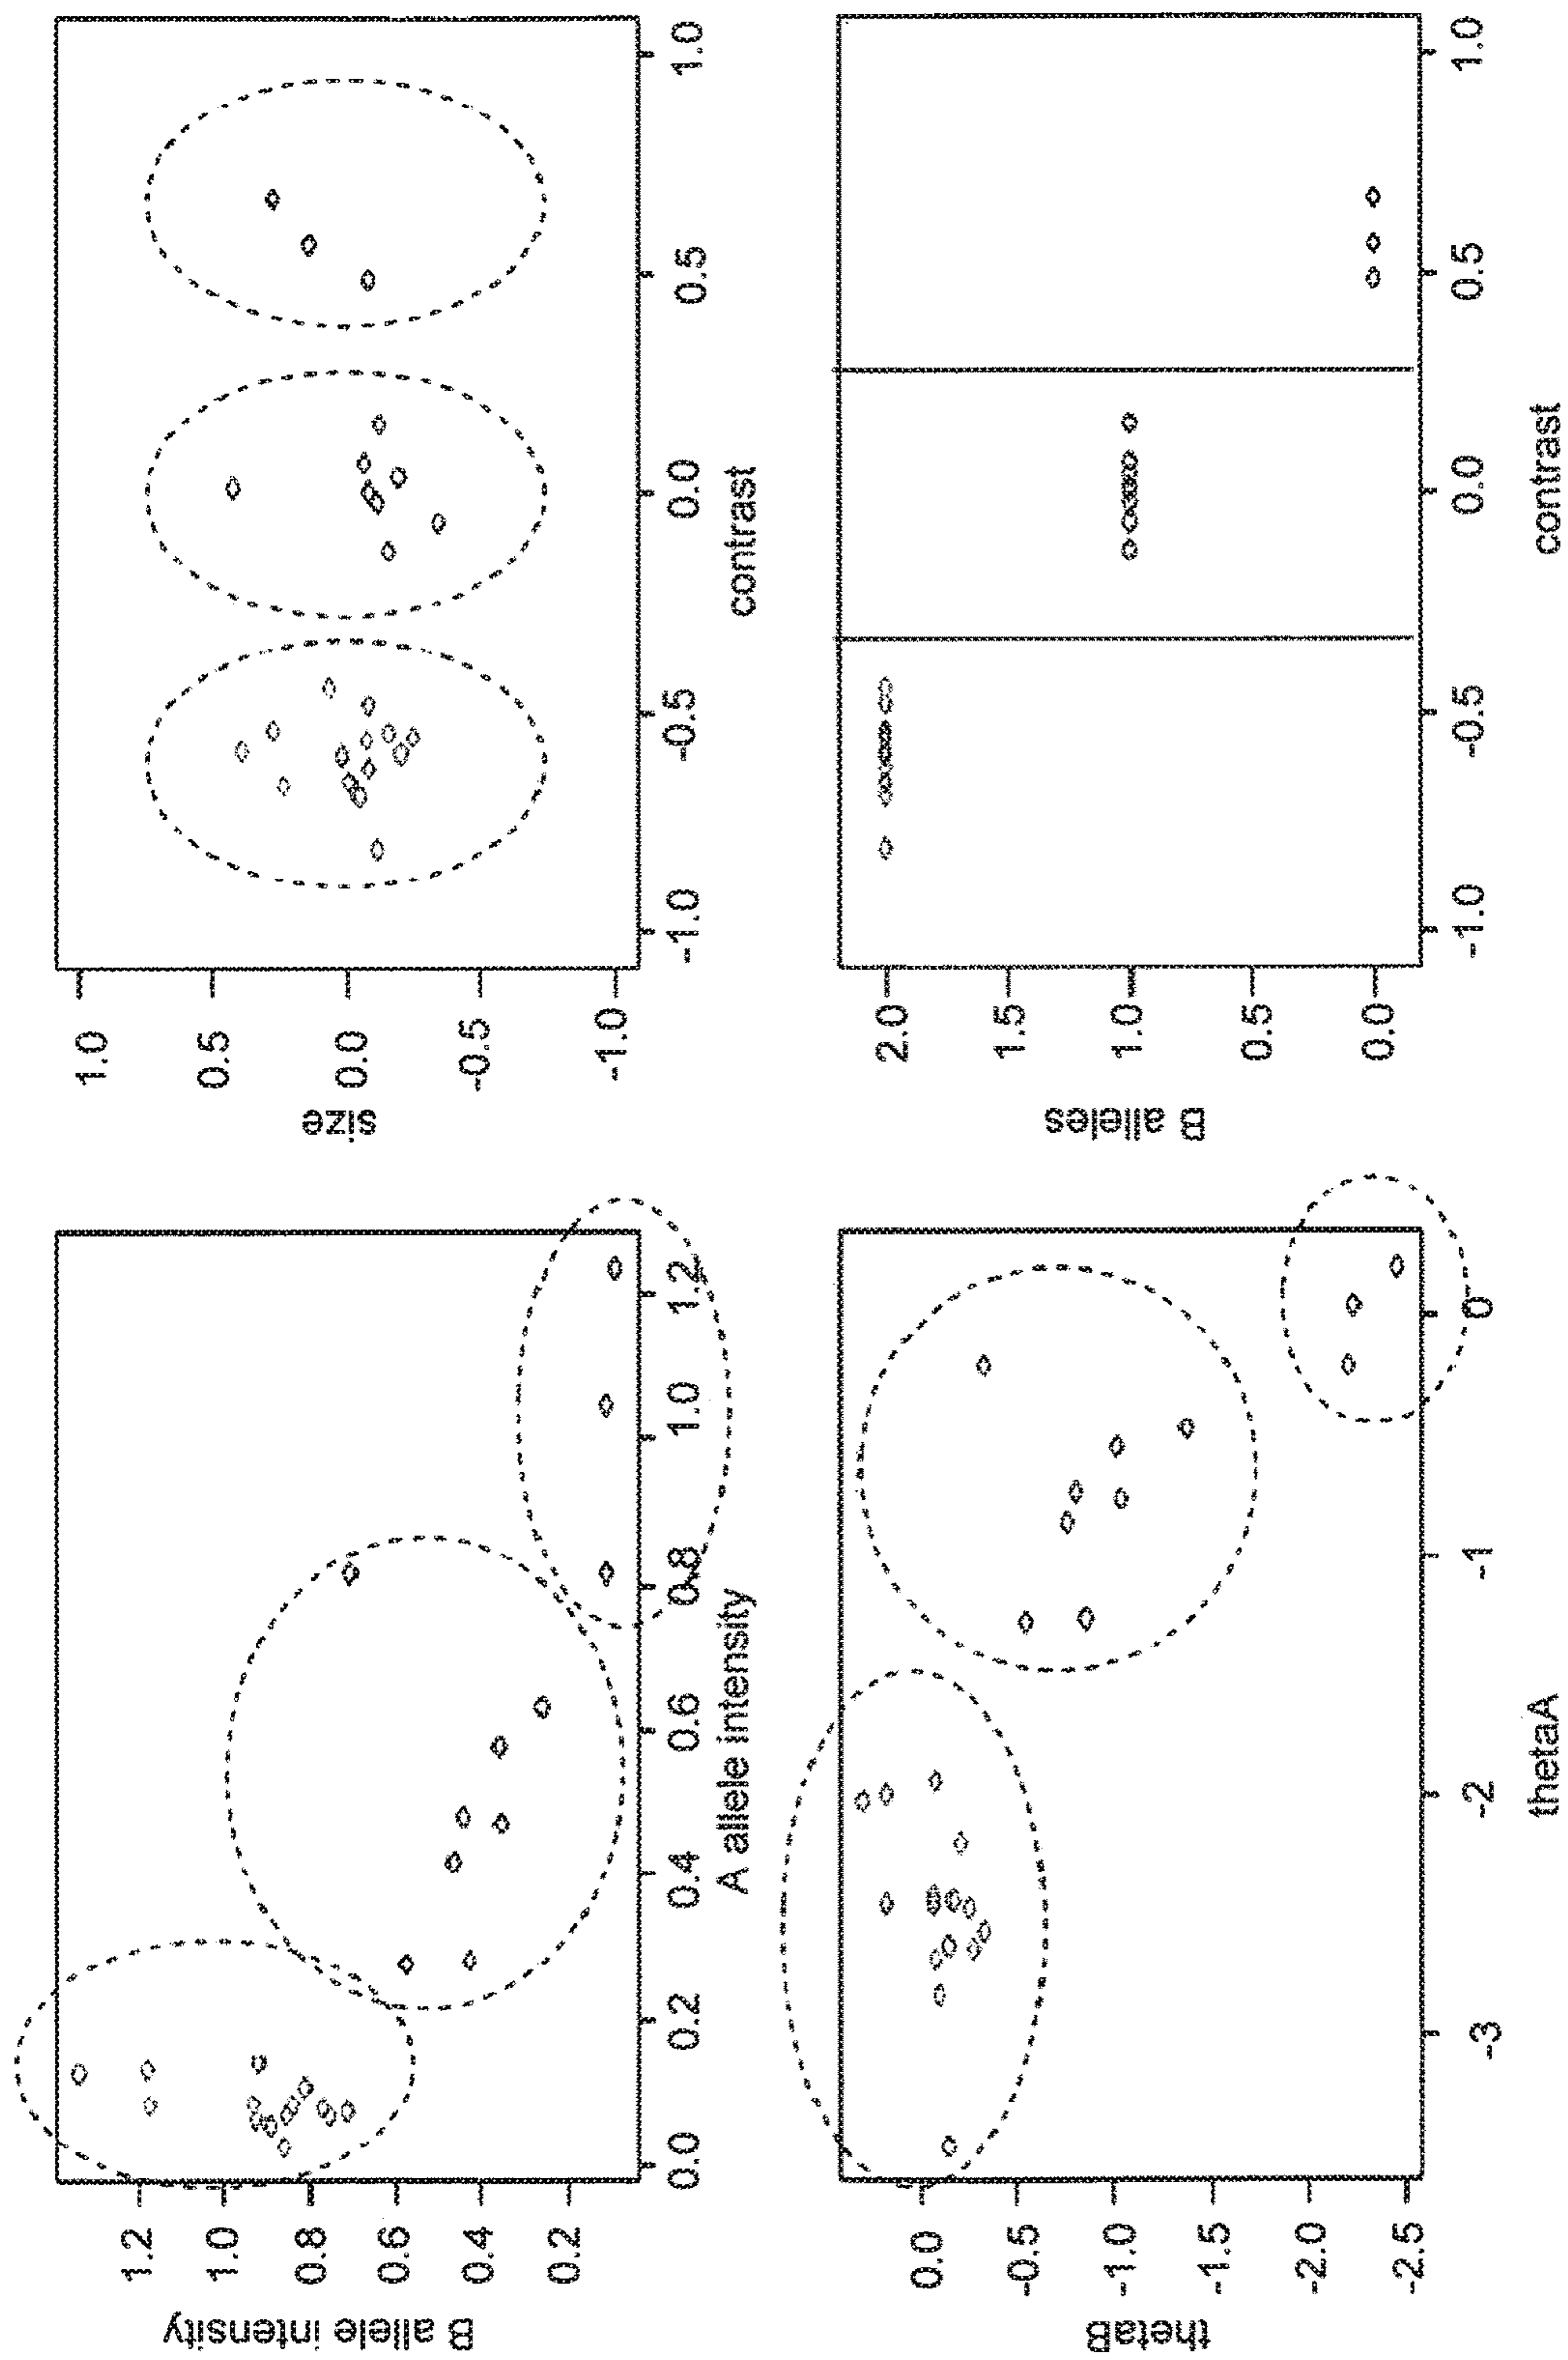 B allele intensity
1.2
1.0
0.8
0.6
0.4
0.2
0.0 0.2 0.4 0.6 0.8 1.0 1.2
A allele intensity
size
1.0
0.5
0.0
-0.5
-1.0
-1.0 -0.5 0.0 0.5 1.0
contrast
thetaB
0.0
-0.5
-1.0
-1.5
-2.0
-2.5
-3 -2 -1 0
thetaA
B alleles
2.0
1.5
1.0
0.5
0.0
-1.0 -0.5 0.0 0.5 1.0
contrast